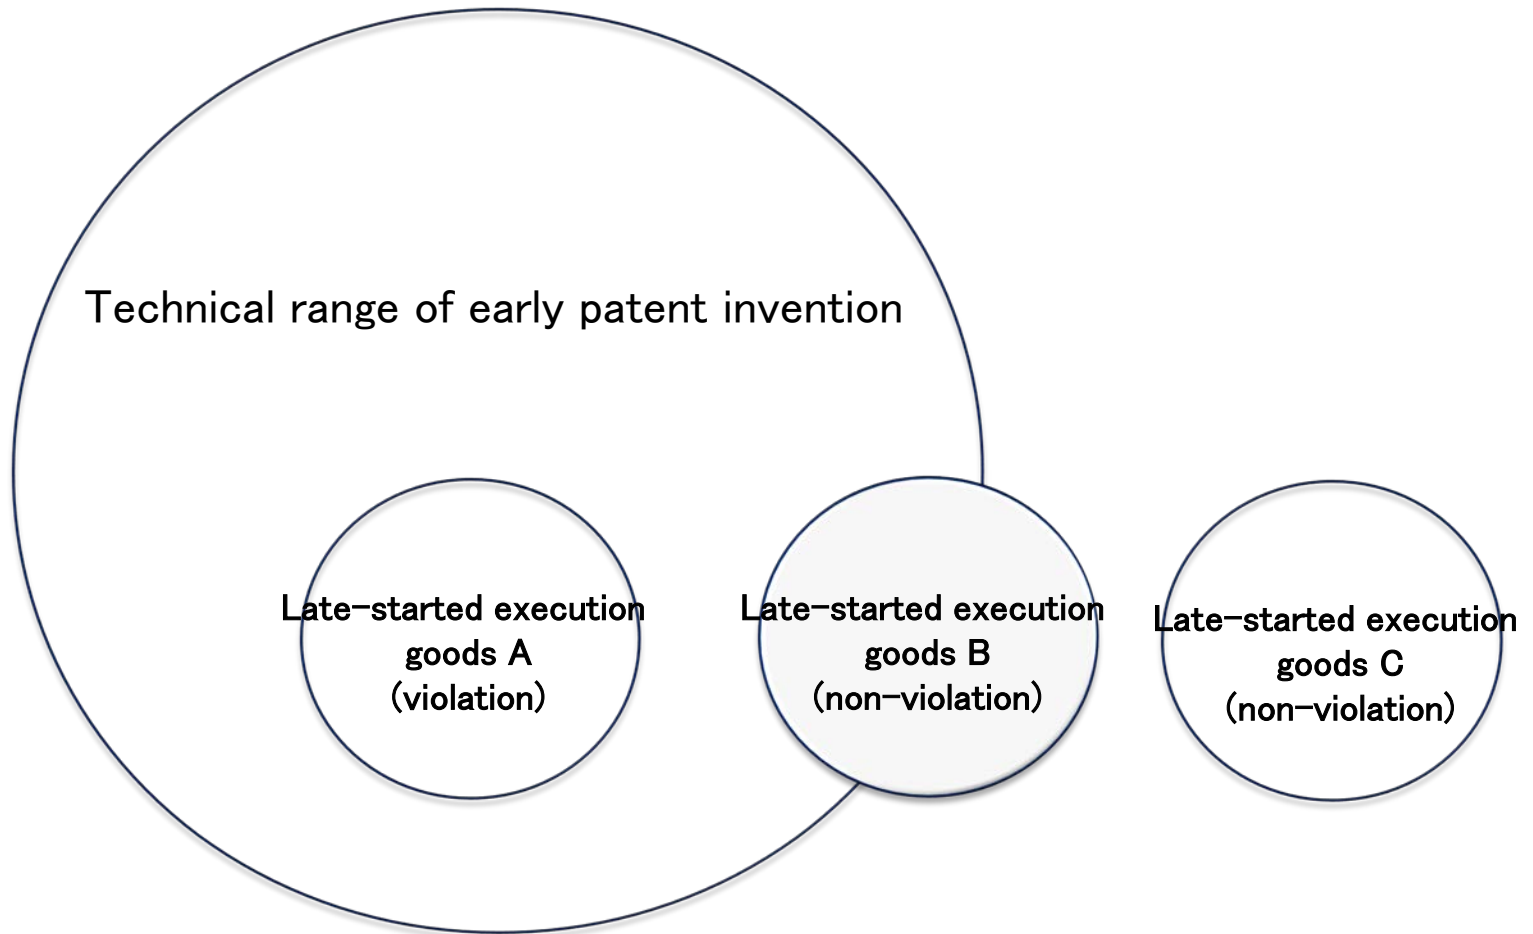 Technical range of early patent invention
Late-started execution
goods A
(violation)
Late-started execution
goods B
(non-violation)
Late-started execution
goods C
(non-violation)